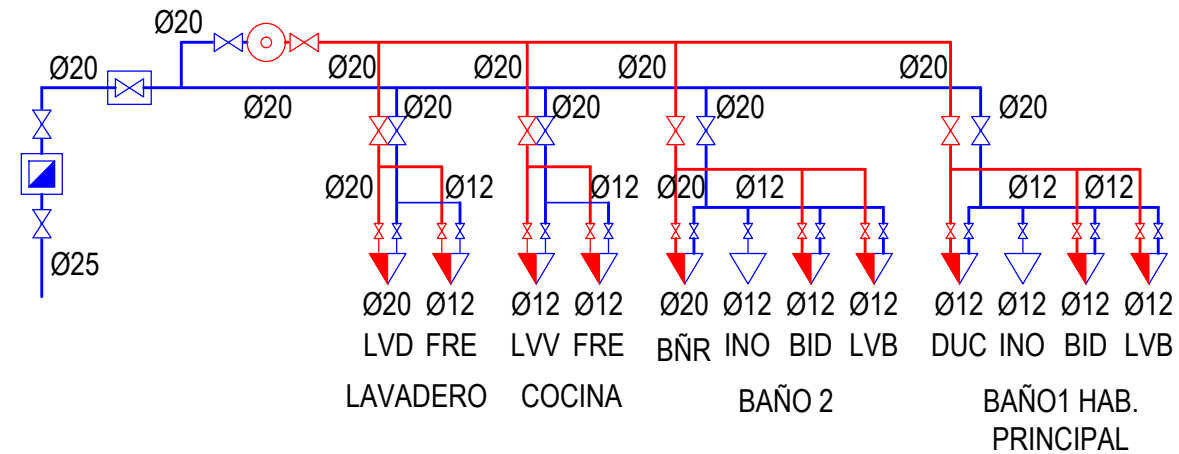 Ø20
Ø20 Ø20 Ø20 Ø20 Ø20
Ø20 Ø20 Ø20 Ø20 Ø20
Ø20 Ø12 Ø12 Ø20 Ø12 Ø12 Ø12
Ø25
Ø20 Ø12 Ø12 Ø12 Ø20 Ø12 Ø12 Ø12 Ø12 Ø12 Ø12 Ø12
LVD FRE LVV FRE BÑR INO BID LVB DUC INO BID LVB
LAVADERO COCINA BAÑO 2 BAÑO1 HAB.
PRINCIPAL